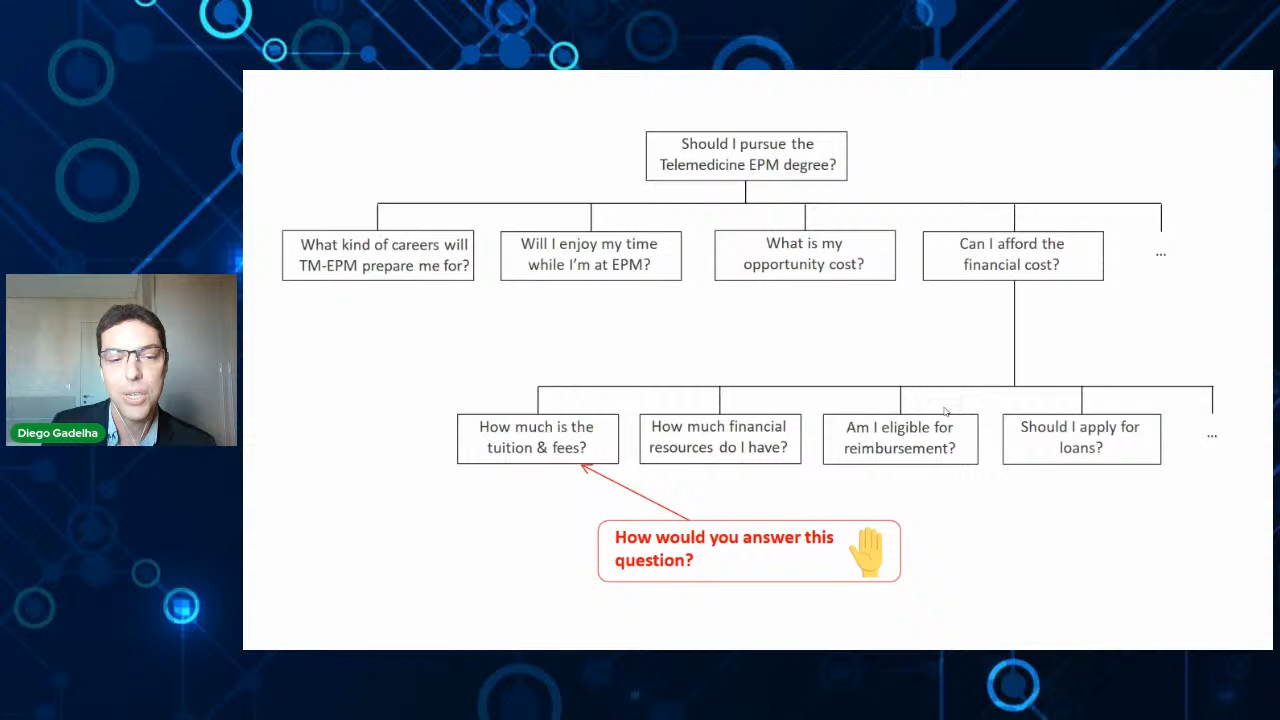 Should I pursue the
Telemedicine EPM degree?
What kind of careers will
TM-EPM prepare me for?
Will I enjoy my time
while I'm at EPM?
What is my
opportunity cost?
Can I afford the
financial cost?
...
How much is the
tuition & fees?
How much financial
resources do I have?
Am I eligible for
reimbursement?
Should I apply for
loans?
...
Diego Gadelha
How would you answer this
question?